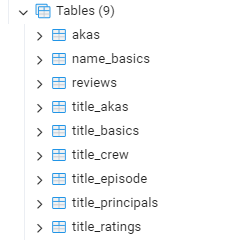 Tables (9)
akas
name_basics
reviews
title_akas
title_basics
title_crew
title_episode
title_principals
title_ratings